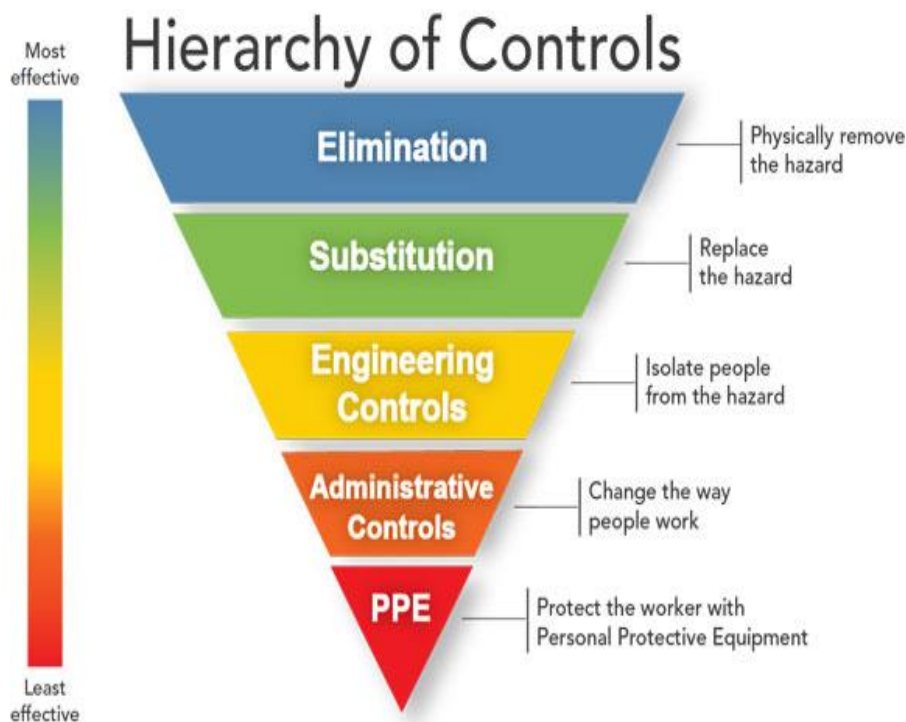 Hierarchy of Controls
Most
effective
Elimination
Physically remove
the hazard
Substitution
Replace
the hazard
Engineering
Controls
Isolate people
from the hazard
Administrative
Controls
Change the way
people work
PPE
Protect the worker with
Personal Protective Equipment
Least
effective